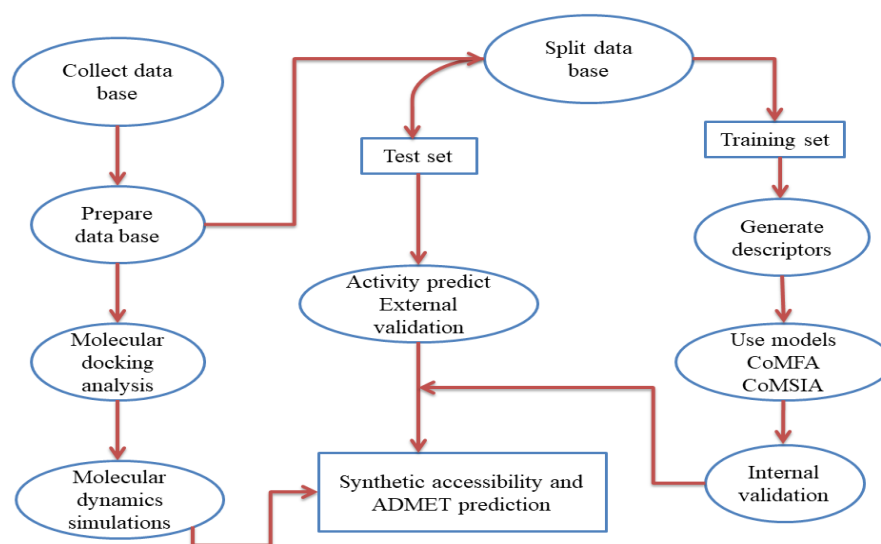 Collect data
base
Split data
base
Test set
Training set
Prepare
data base
Generate
descriptors
Activity predict
External
validation
Molecular
docking
analysis
Use models
CoMFA
CoMSIA
Molecular
dynamics
simulations
Synthetic accessibility and
ADMET prediction
Internal
validation